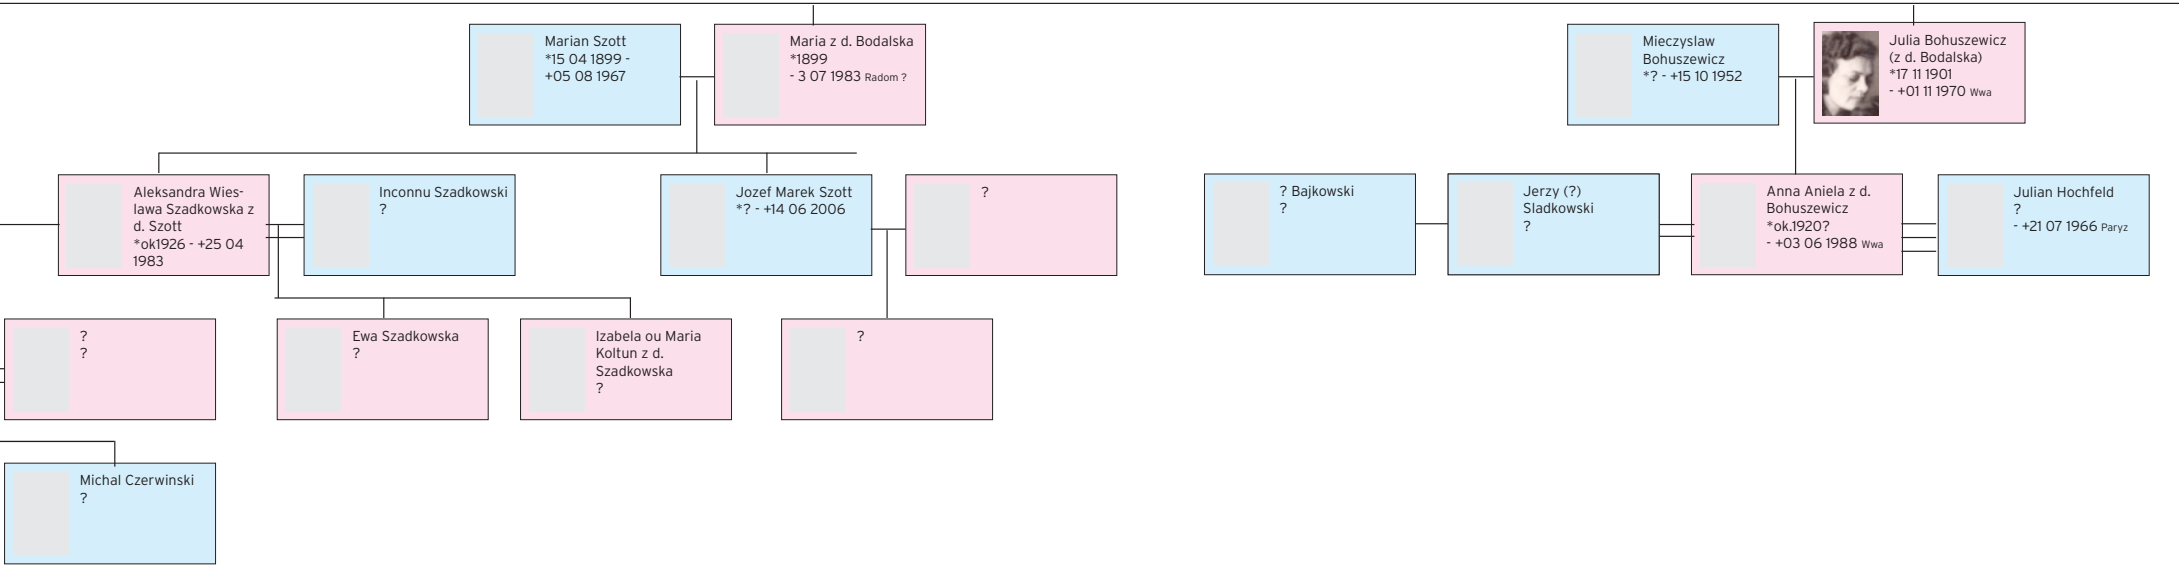 Marian Szott
*15 04 1899 -
+05 08 1967
Maria z d. Bodalska
*1899
- 3 07 1983 Radom ?
Mieczyslaw
Bohuszewicz
*? - +15 10 1952
Julia Bohuszewicz
(z d. Bodalska)
*17 11 1901
- +01 11 1970 Wwa
Aleksandra Wies-
lawa Szadkowska z
d. Szott
*ok1926 - +25 04
1983
Inconnu Szadkowski
?
Jozef Marek Szott
*? - +14 06 2006
?
? Bajkowski
?
Jerzy (?)
Sladkowski
?
Anna Aniela z d.
Bohuszewicz
*ok.1920?
- +03 06 1988 Wwa
Julian Hochfeld
?
- +21 07 1966 Paryz
?
?
Ewa Szadkowska
?
Izabela ou Maria
Koltun z d.
Szadkowska
?
?
Michal Czerwinski
?